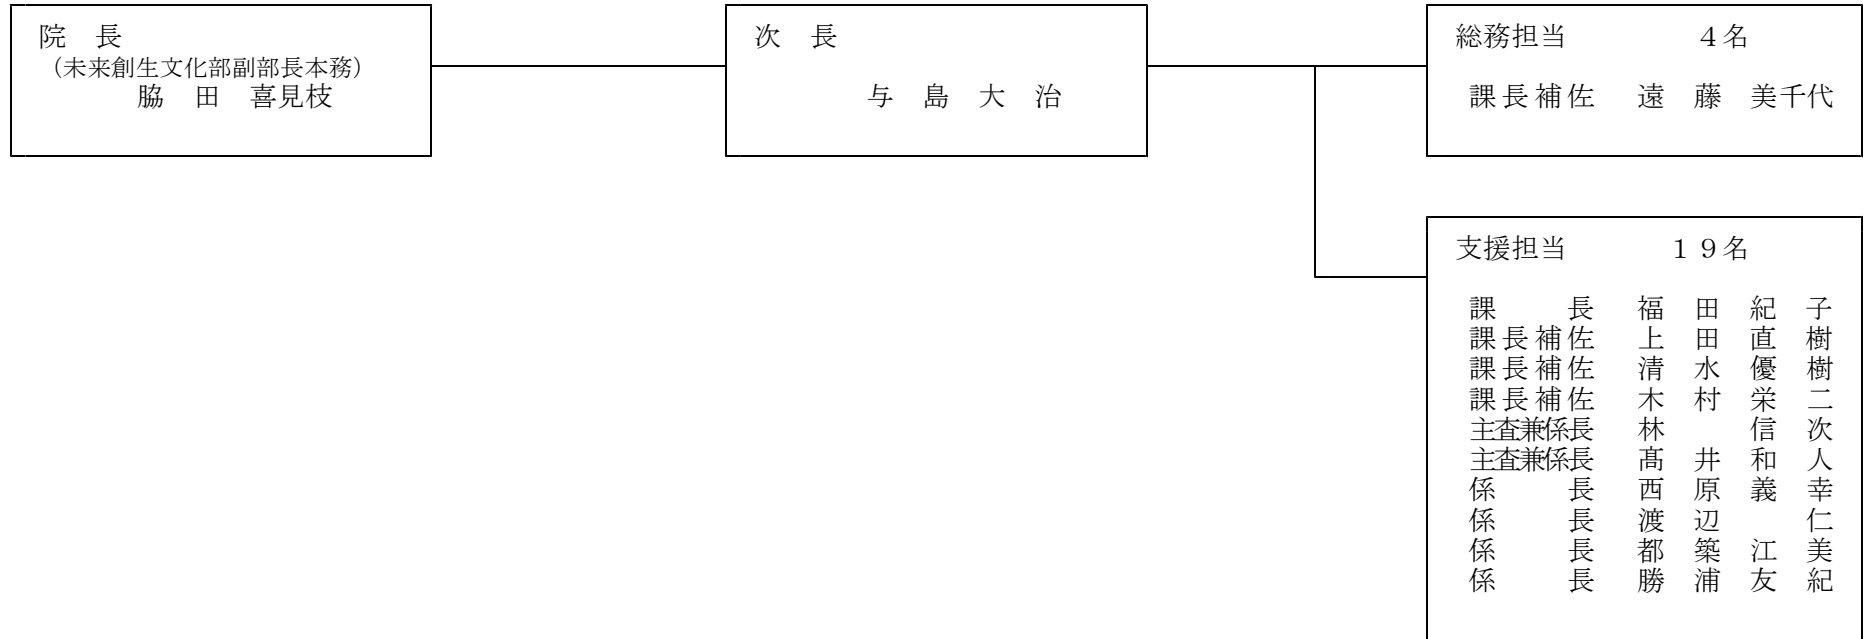 院　長
（未来創生文化部副部長本務）
脇　田　喜見枝
次　長
与　島　大　治
総務担当　　　　４名
課長補佐　遠　藤　美千代
支援担当　　　１９名
課　　長　福　田　紀　子
課長補佐　上　田　直　樹
課長補佐　清　水　優　樹
課長補佐　木　村　栄　二
主査兼係長　林　　　信　次
主査兼係長　髙　井　和　人
係　　長　西　原　義　幸
係　　長　渡　辺　　　仁
係　　長　都　築　江　美
係　　長　勝　浦　友　紀